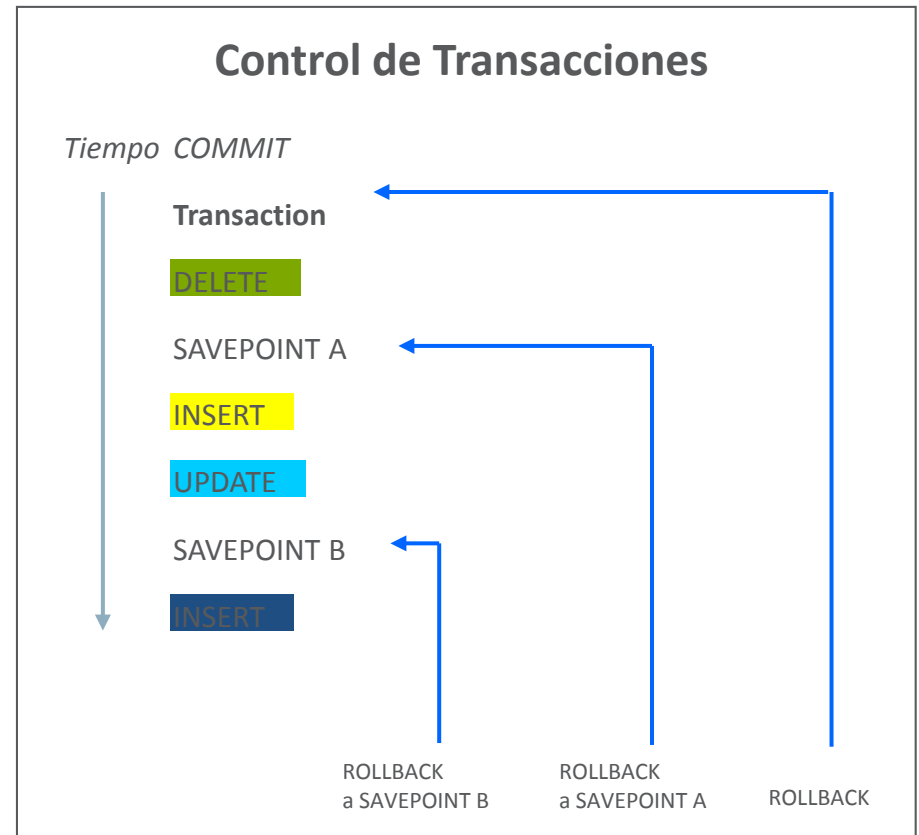 Control de Transacciones
Tiempo COMMIT
Transaction
DELETE
SAVEPOINT A
INSERT
UPDATE
SAVEPOINT B
INSERT
ROLLBACK
a SAVEPOINT B
ROLLBACK
a SAVEPOINT A
ROLLBACK